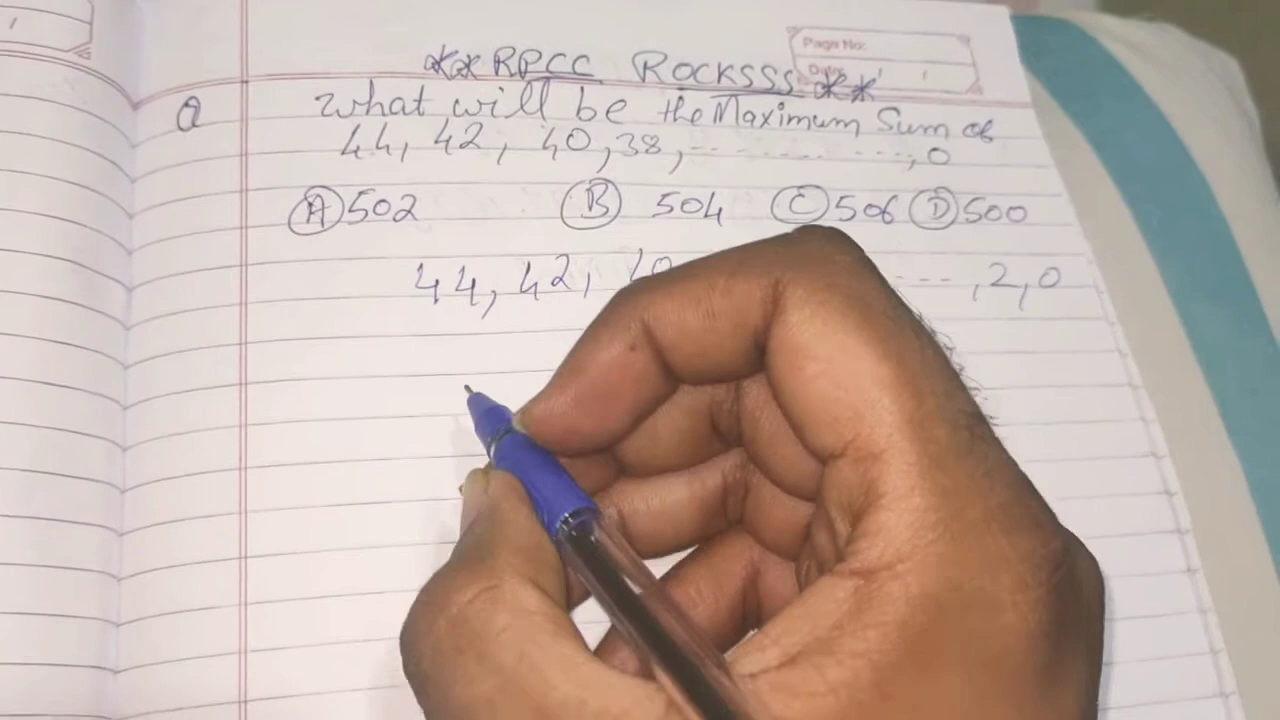 Page No:
Date
** RPCC ROCKSSS **
Q What will be the Maximum Sum of
44, 42, 40, 38, ----------, 0
(A) 502 (B) 504 (C) 506 (D) 500
44, 42, 40 ---, 2, 0